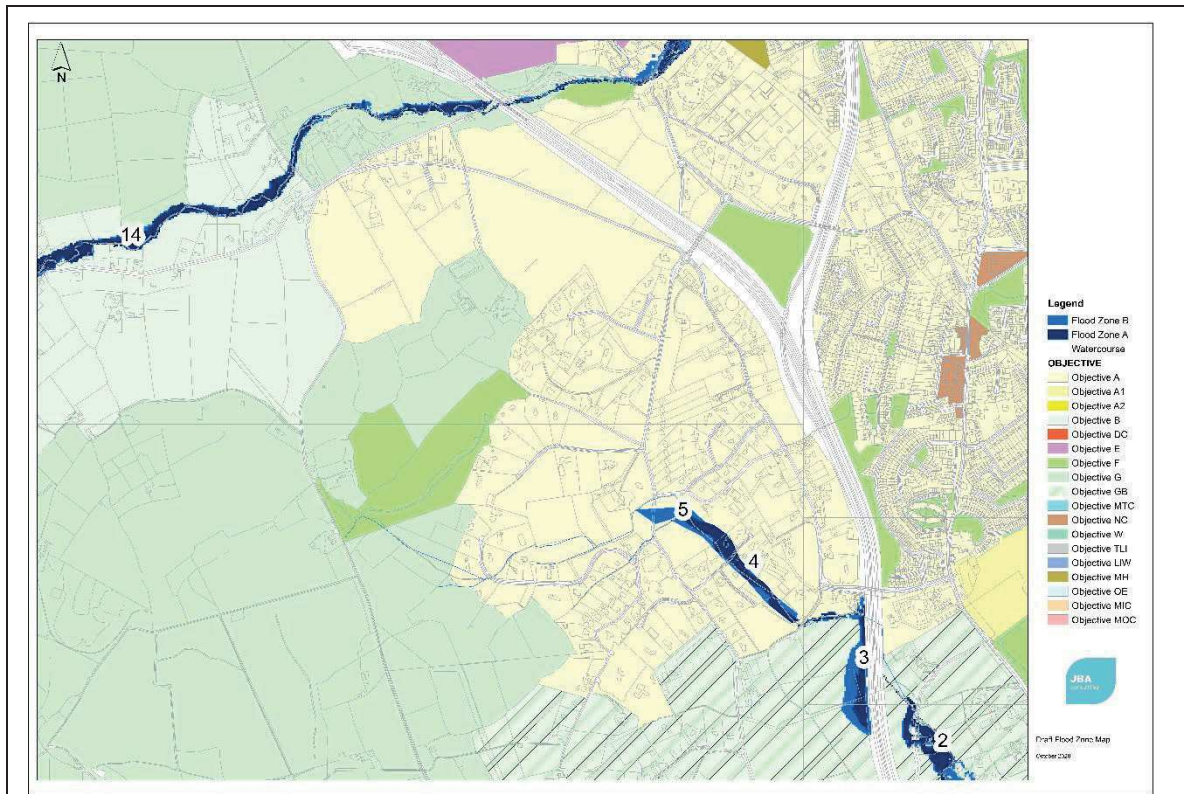 N
14
5
4
3
2
Legend
Flood Zone B
Flood Zone A
Watercourse
OBJECTIVE
Objective A
Objective A1
Objective A2
Objective B
Objective DC
Objective E
Objective F
Objective G
Objective GB
Objective MTC
Objective NC
Objective W
Objective TLI
Objective LIW
Objective MH
Objective OE
Objective MIC
Objective MOC
JBA
consulting
Draft Flood Zone Map
October 2020